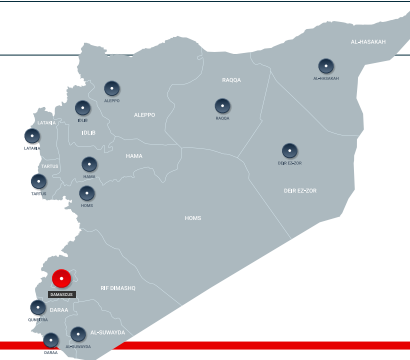 AL-HASAKAH
AL-HASAKAH
RAQQA
RAQQA
ALEPPO
ALEPPO
IDLIB
IDLIB
LATAKIA
LATAKIA
HAMA
HAMA
DEIR EZ-ZOR
DEIR EZ-ZOR
TARTUS
TARTUS
HOMS
HOMS
RIF DIMASHQ
DAMASCUS
QUNEITRA
DARAA
AL-SUWAYDA
AL-SUWAYDA
DARAA